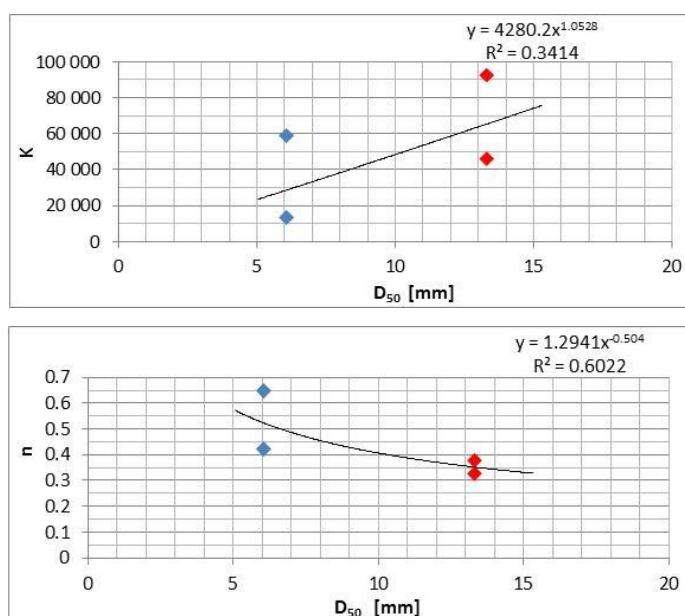 y = 4280.2x^1.0528
R² = 0.3414
100 000
80 000
60 000
40 000
20 000
0
K
0 5 10 15 20
D₅₀ [mm]
y = 1.2941x^-0.504
R² = 0.6022
0.7
0.6
0.5
0.4
0.3
0.2
0.1
0
n
0 5 10 15 20
D₅₀ [mm]